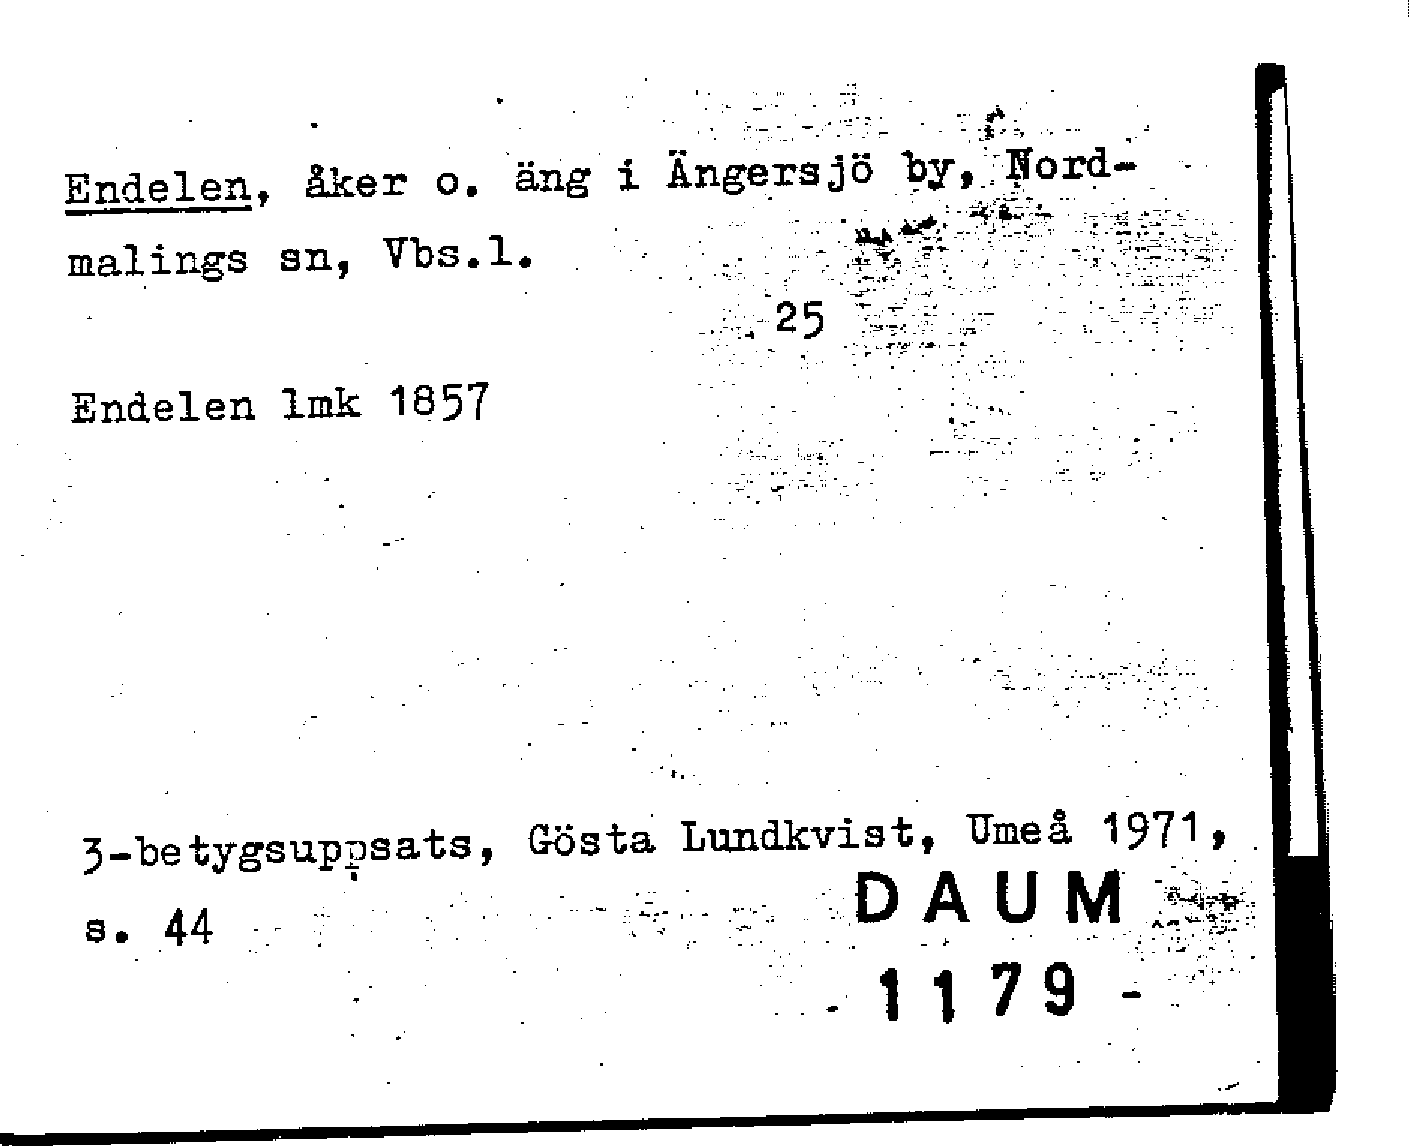 Endelen, åker o. äng i Ängersjö by, Nord-
malings sn, Vbs.l.
25
Endelen lmk 1857
3-betygsuppsats, Gösta Lundkvist, Umeå 1971,
s. 44
DAUM
1179-